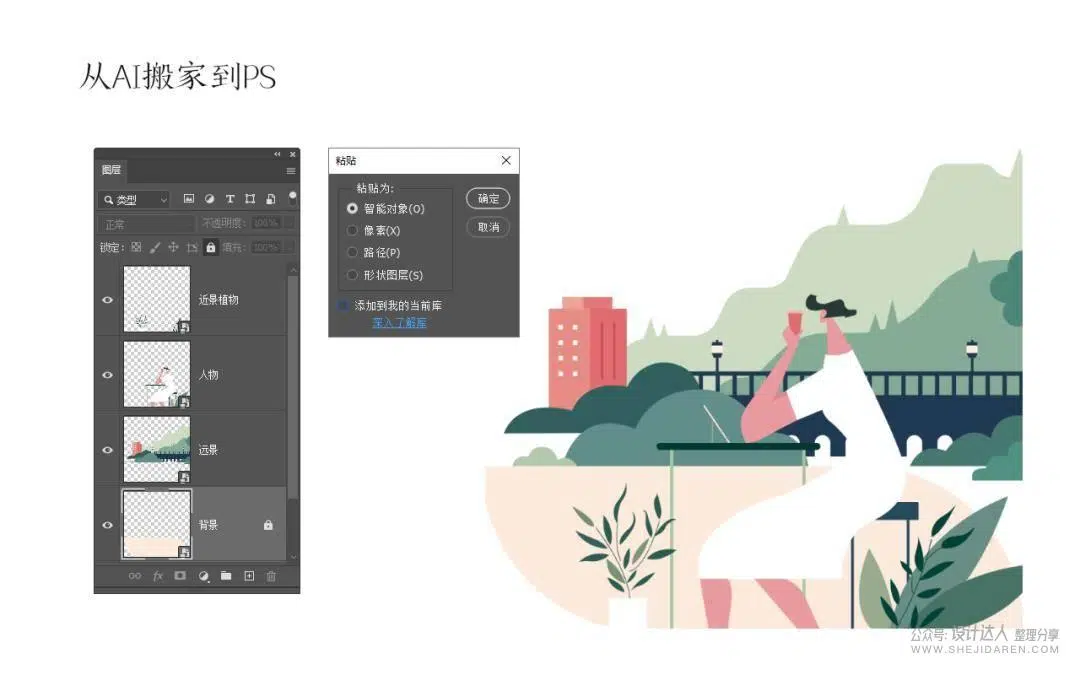 从AI搬家到PS
图层
类型
正常
不透明度: 100%
锁定:
填充: 100%
近景植物
人物
远景
背景
fx
粘贴
粘贴为:
智能对象(O)
像素(X)
路径(P)
形状图层(S)
确定
取消
添加到我的当前库
深入了解库
公众号: 设计达人 整理分享
WWW.SHEJIDAREN.COM